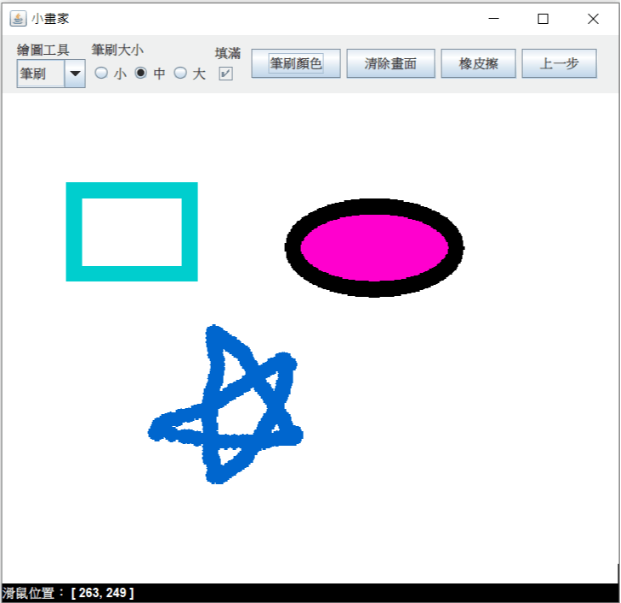 小畫家
繪圖工具 筆刷大小 填滿
筆刷 小 中 大 筆刷顏色 清除畫面 橡皮擦 上一步
滑鼠位置： [ 263, 249 ]